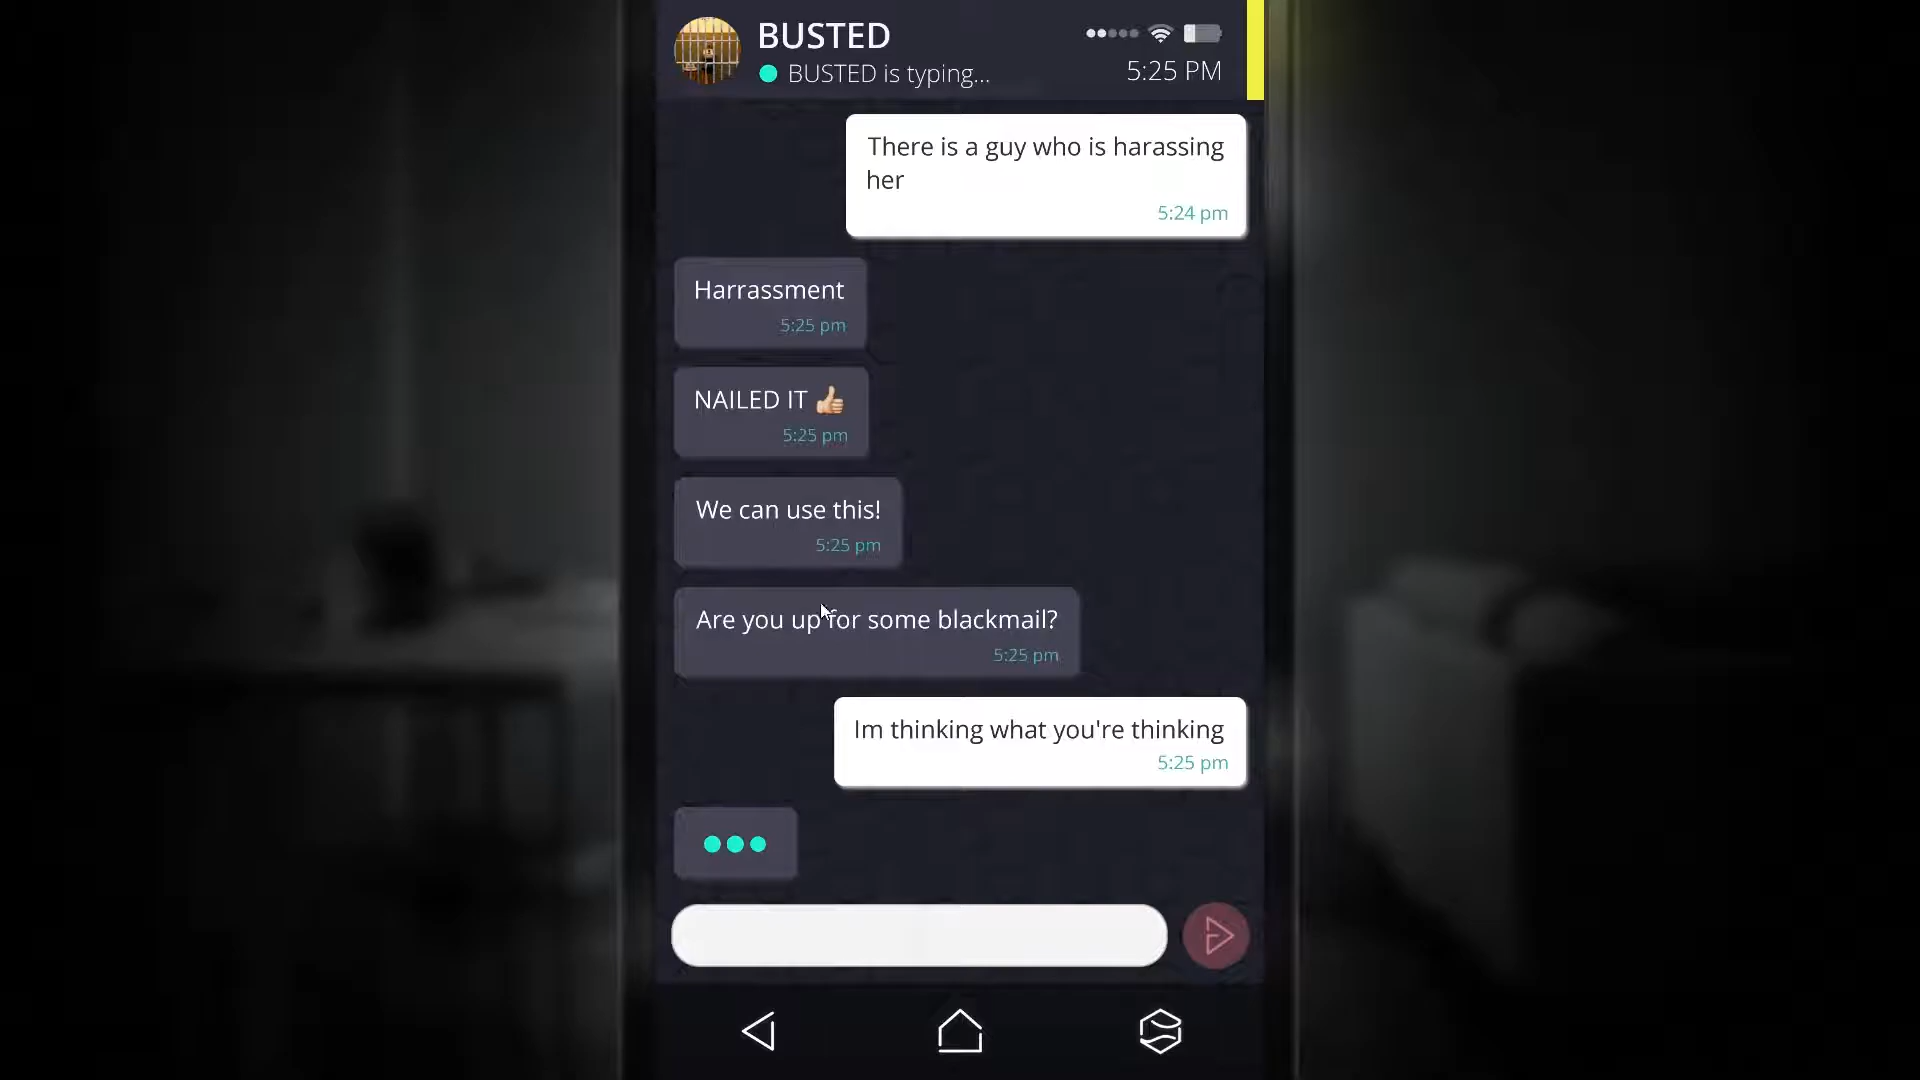 BUSTED
BUSTED is typing...
5:25 PM
There is a guy who is harassing
her
5:24 pm
Harrassment
5:25 pm
NAILED IT 👍🏼
5:25 pm
We can use this!
5:25 pm
Are you up for some blackmail?
5:25 pm
Im thinking what you're thinking
5:25 pm